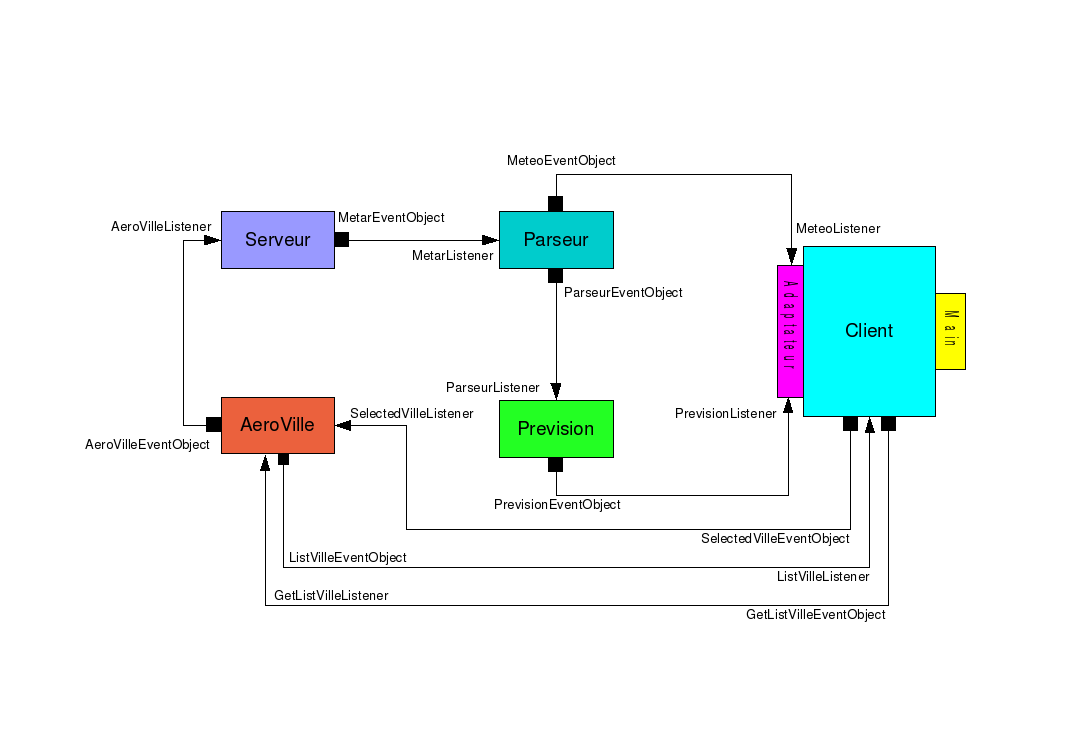 MeteoEventObject
AeroVilleListener
MetarEventObject
MeteoListener
Serveur
Parseur
MetarListener
ParseurEventObject
Adaptateur
Client
Main
ParseurListener
AeroVille
SelectedVilleListener
Prevision
PrevisionListener
AeroVilleEventObject
PrevisionEventObject
SelectedVilleEventObject
ListVilleEventObject
ListVilleListener
GetListVilleListener
GetListVilleEventObject